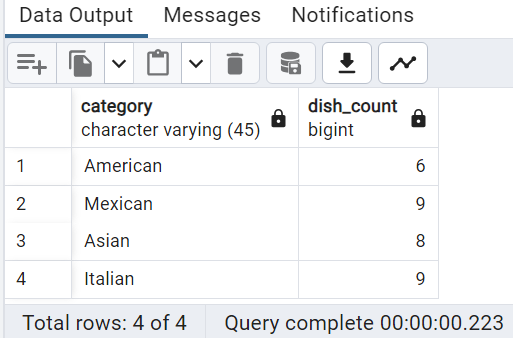 Data Output Messages Notifications
category dish_count
character varying (45) bigint
1 American 6
2 Mexican 9
3 Asian 8
4 Italian 9
Total rows: 4 of 4 Query complete 00:00:00.223